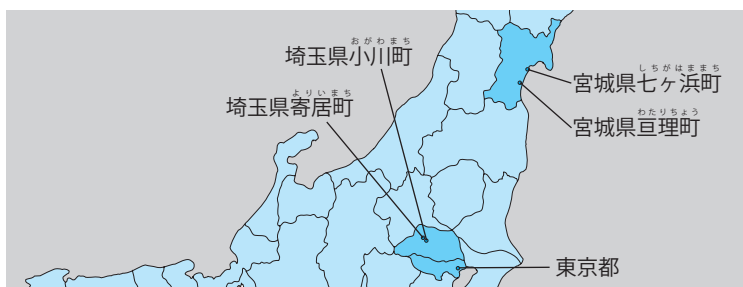 おがわまち
埼玉県小川町
よりいまち
埼玉県寄居町
しちがはままち
宮城県七ヶ浜町
わたりちょう
宮城県亘理町
東京都